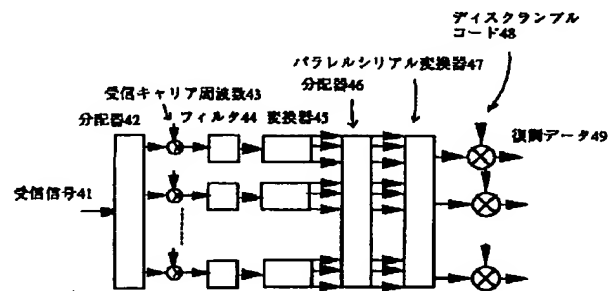 ディスクランブル
コード48
パラレルシリアル変換器47
分配器46
受信キャリア周波数43
分配器42
フィルタ44
変換器45
復調データ49
受信信号41